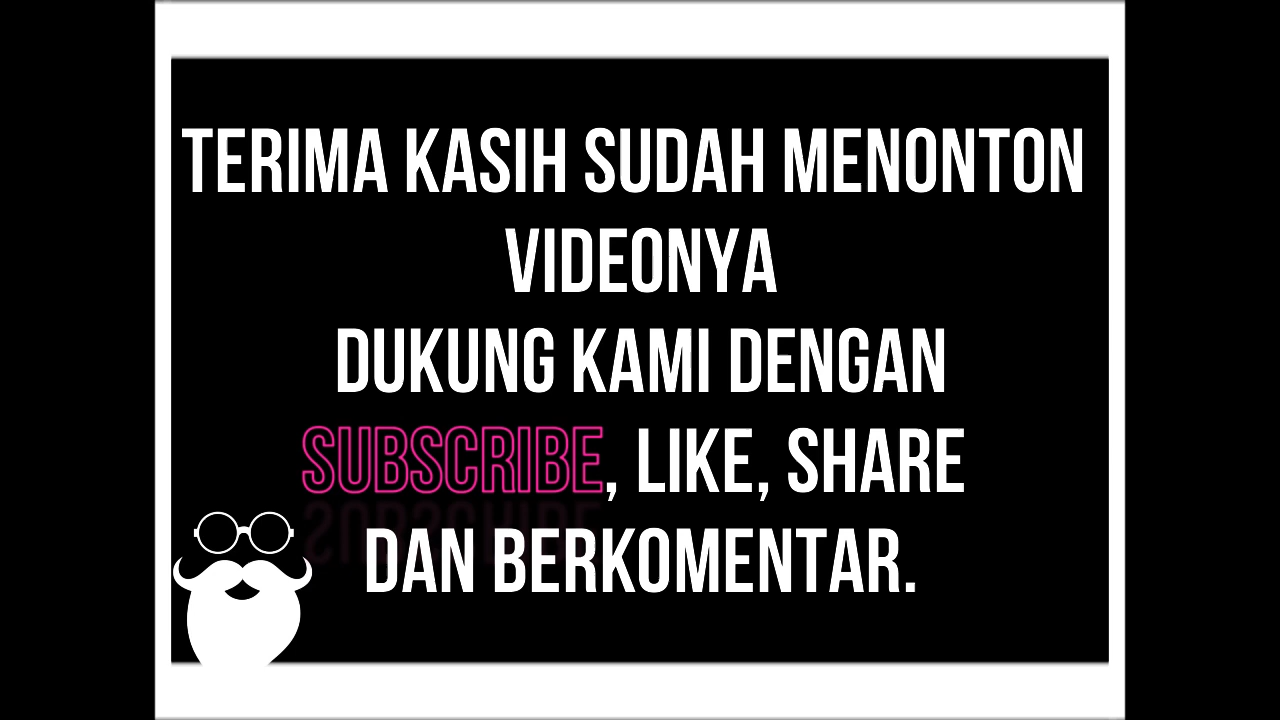 TERIMA KASIH SUDAH MENONTON
VIDEONYA
DUKUNG KAMI DENGAN
SUBSCRIBE, LIKE, SHARE
DAN BERKOMENTAR.